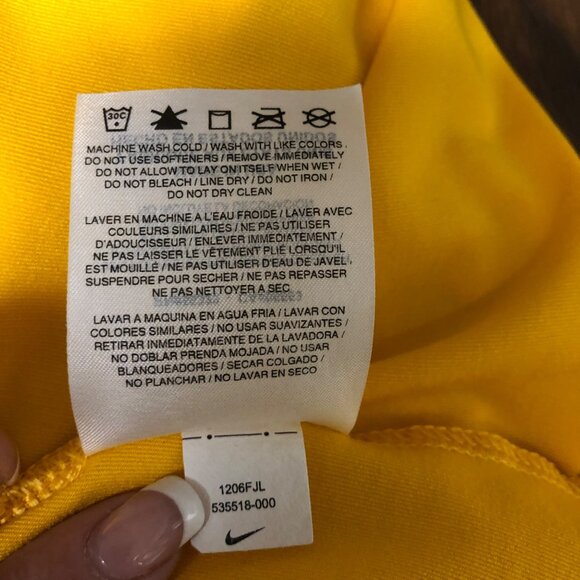 30C
MACHINE WASH COLD / WASH WITH LIKE COLORS
DO NOT USE SOFTENERS / REMOVE IMMEDIATELY
DO NOT ALLOW TO LAY ON ITSELF WHEN WET /
DO NOT BLEACH / LINE DRY / DO NOT IRON /
DO NOT DRY CLEAN
LAVER EN MACHINE A L'EAU FROIDE / LAVER AVEC
COULEURS SIMILAIRES / NE PAS UTILISER
D'ADOUCISSEUR / ENLEVER IMMEDIATEMENT /
NE PAS LAISSER LE VÊTEMENT PLIÉ LORSQU'IL
EST MOUILLÉ / NE PAS UTILISER D'EAU DE JAVEL /
SUSPENDRE POUR SECHER / NE PAS REPASSER
NE PAS NETTOYER A SEC
LAVAR A MAQUINA EN AGUA FRIA / LAVAR CON
COLORES SIMILARES / NO USAR SUAVIZANTES /
RETIRAR INMEDIATAMENTE DE LA LAVADORA /
NO DOBLAR PRENDA MOJADA / NO USAR
BLANQUEADORES / SECAR COLGADO /
NO PLANCHAR / NO LAVAR EN SECO
1206FJL
535518-000